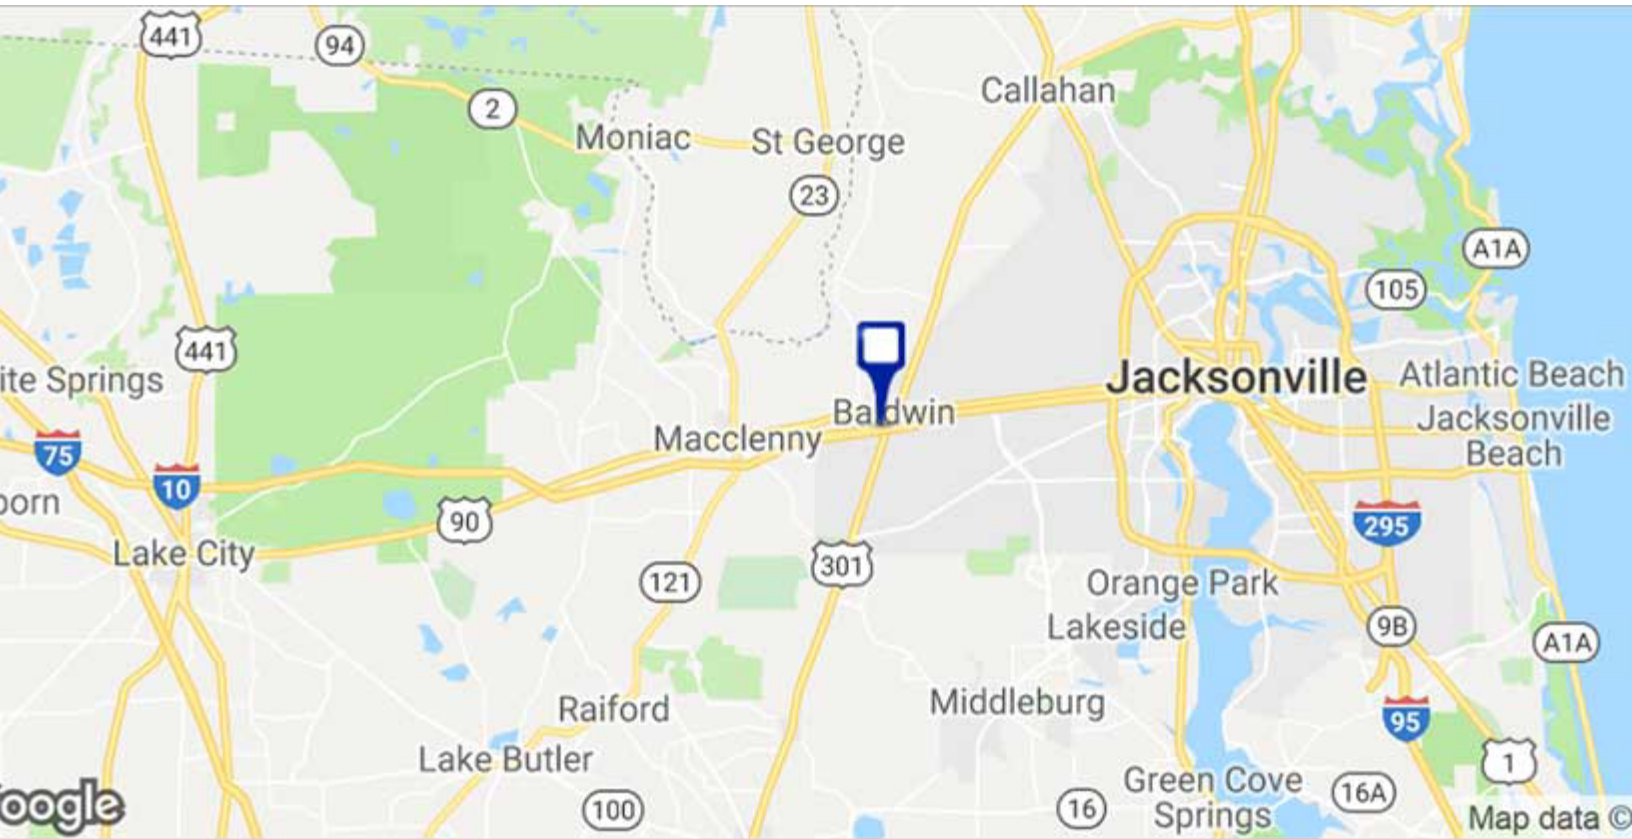 441
94
2
Callahan
Moniac
St George
23
A1A
105
441
ite Springs
Jacksonville
Atlantic Beach
Baldwin
Jacksonville
Beach
Macclenny
75
10
90
295
born
Lake City
301
121
Orange Park
Lakeside
9B
A1A
Raiford
Middleburg
95
Lake Butler
1
Green Cove
Springs
16A
100
16
oogle
Map data ©